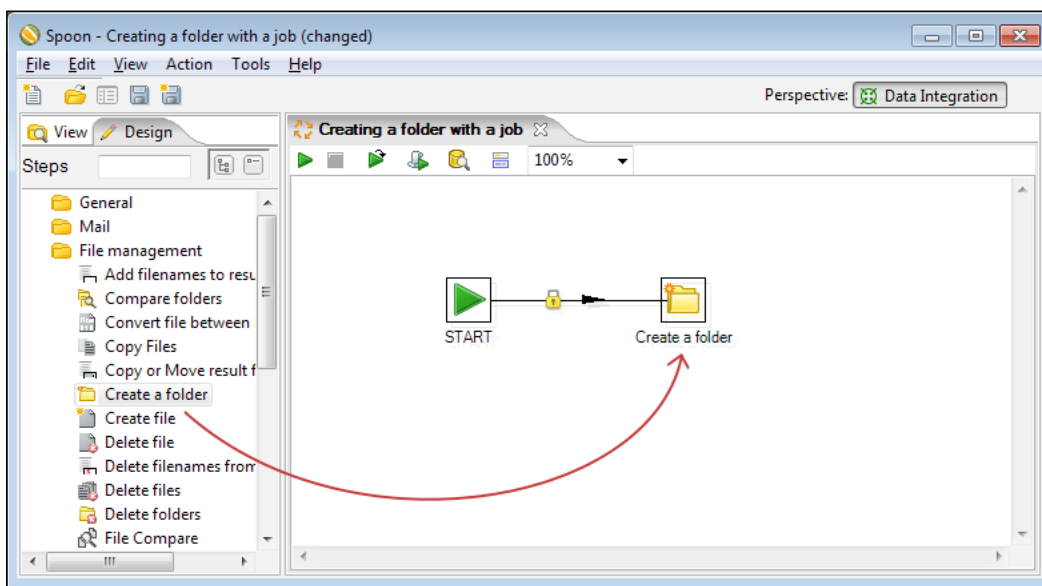 Spoon - Creating a folder with a job (changed)
File Edit View Action Tools Help
Perspective: Data Integration
View Design
Creating a folder with a job
Steps
100%
General
Mail
File management
Add filenames to resu
Compare folders
Convert file between
Copy Files
Copy or Move result f
Create a folder
Create file
Delete file
Delete filenames from
Delete files
Delete folders
File Compare
START
Create a folder